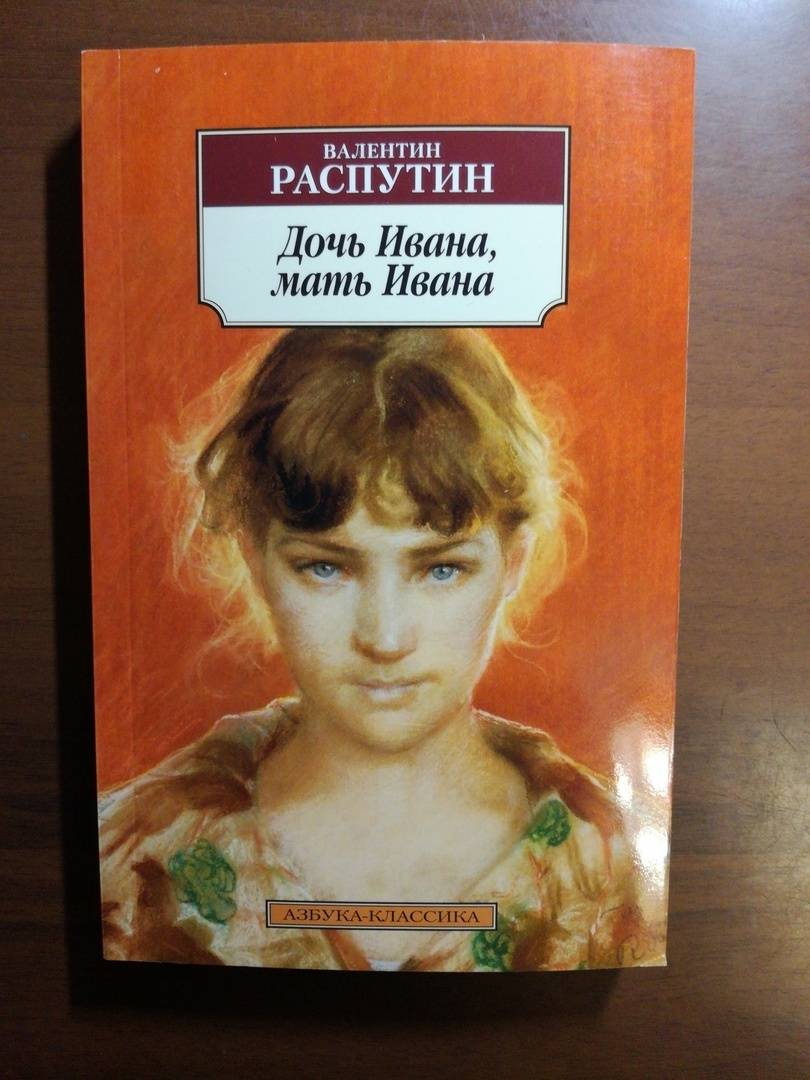 ВАЛЕНТИН
РАСПУТИН
Дочь Ивана,
мать Ивана
АЗБУКА-КЛАССИКА